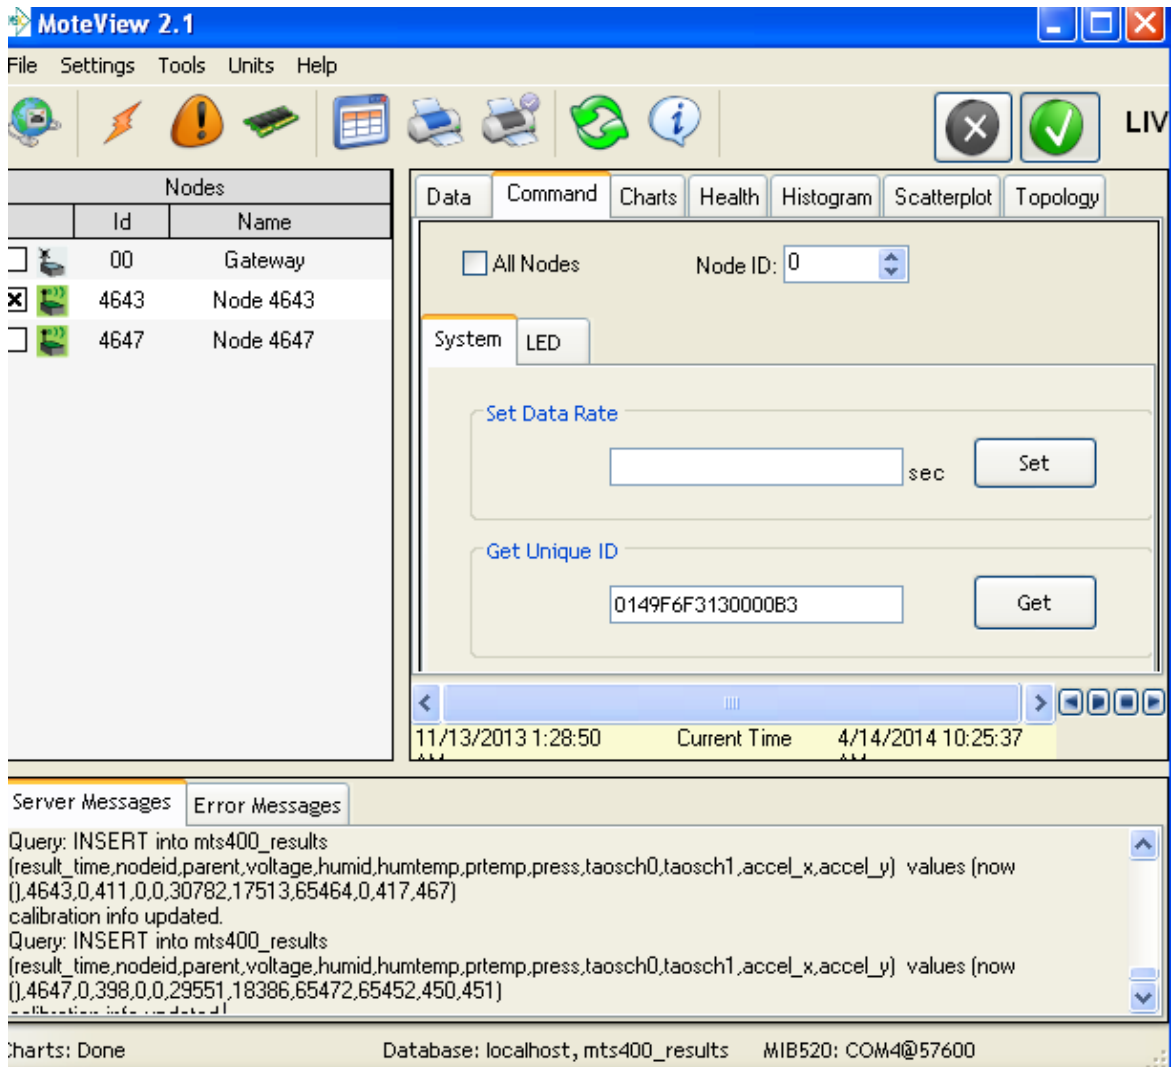 MoteView 2.1
File Settings Tools Units Help
LIV
Nodes
Id Name
00 Gateway
4643 Node 4643
4647 Node 4647
Data Command Charts Health Histogram Scatterplot Topology
All Nodes Node ID: 0
System LED
Set Data Rate
sec Set
Get Unique ID
0149F6F3130000B3 Get
11/13/2013 1:28:50 Current Time 4/14/2014 10:25:37
Server Messages Error Messages
Query: INSERT into mts400_results
(result_time,nodeid,parent,voltage,humid,humtemp,prtemp,press,taosch0,taosch1,accel_x,accel_y) values (now
(),4643,0,411,0,0,30782,17513,65464,0,417,467)
calibration info updated.
Query: INSERT into mts400_results
(result_time,nodeid,parent,voltage,humid,humtemp,prtemp,press,taosch0,taosch1,accel_x,accel_y) values (now
(),4647,0,398,0,0,29551,18386,65472,65452,450,451)
Charts: Done Database: localhost, mts400_results MIB520: COM4@57600